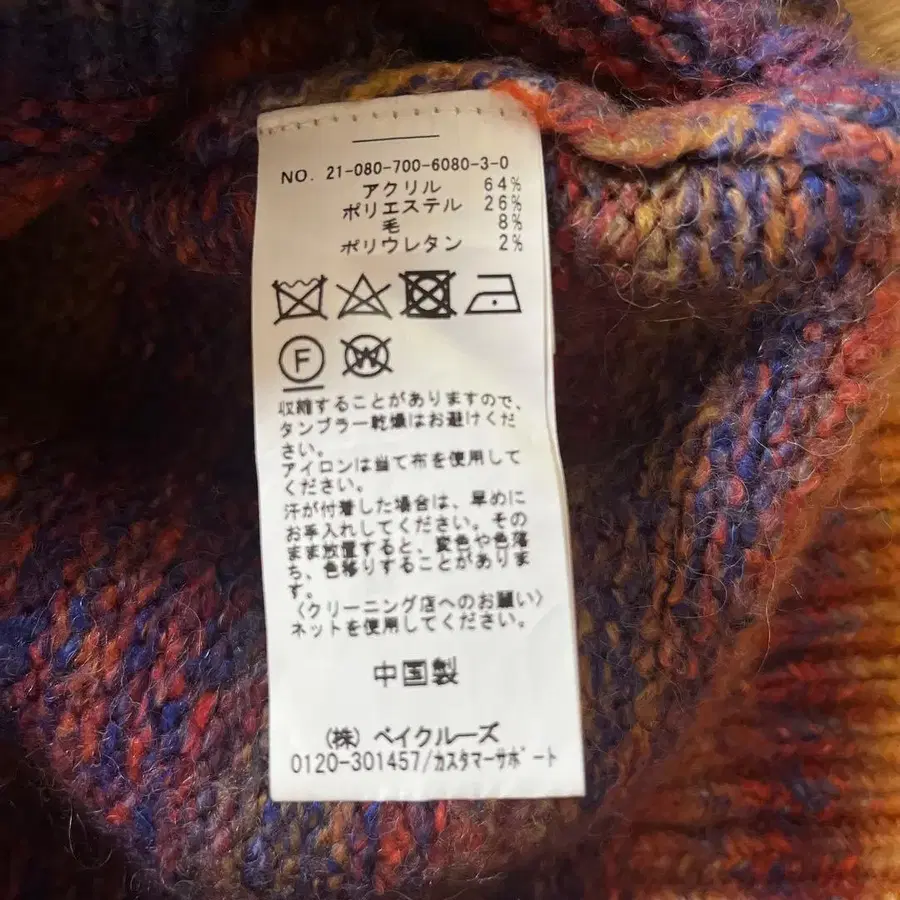 NO. 21-080-700-6080-3-0
アクリル 64%
ポリエステル 26%
毛 8%
ポリウレタン 2%
F W
収縮することがありますので、
タンブラー乾燥はお避けくだ
さい。
アイロンは当て布を使用して
ください。
汗が付着した場合は、早めに
お手入れしてください。その
まま放置すると、変色や色落
ち、色移りすることがありま
す。
〈クリーニング店へのお願い〉
ネットを使用してください。
中国製
(株) ベイクルーズ
0120-301457/カスタマーサポート